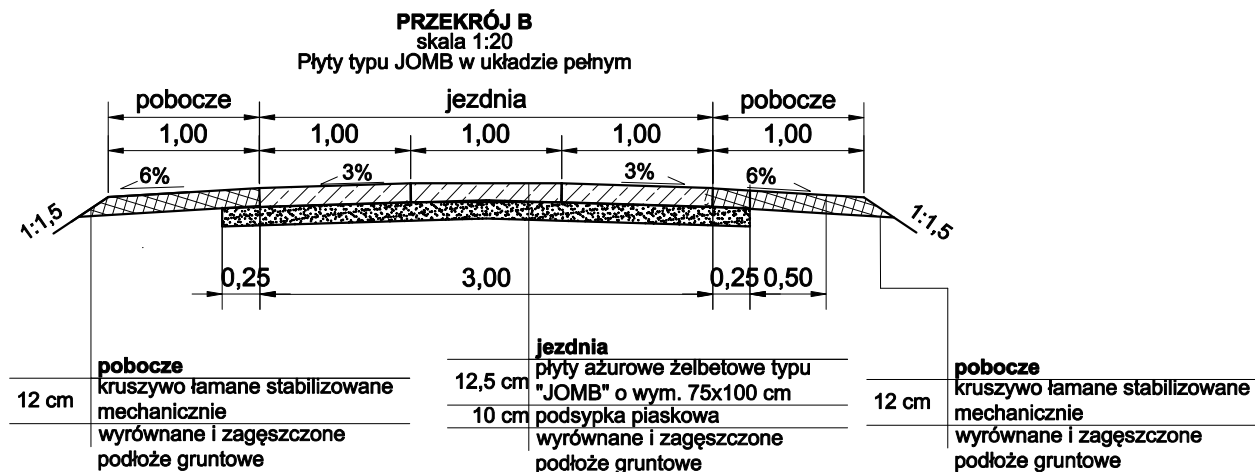 PRZEKRÓJ B
skala 1:20
Płyty typu JOMB w układzie pełnym
pobocze jezdnia pobocze
1,00 1,00 1,00 1,00 1,00
6% 3% 3% 6%
1:1,5 1:1,5
0,25 3,00 0,25 0,50
pobocze
12 cm kruszywo łamane stabilizowane
mechanicznie
wyrównane i zagęszczone
podłoże gruntowe
jezdnia
12,5 cm płyty ażurowe żelbetowe typu
"JOMB" o wym. 75x100 cm
10 cm podsypka piaskowa
wyrównane i zagęszczone
podłoże gruntowe
pobocze
12 cm kruszywo łamane stabilizowane
mechanicznie
wyrównane i zagęszczone
podłoże gruntowe